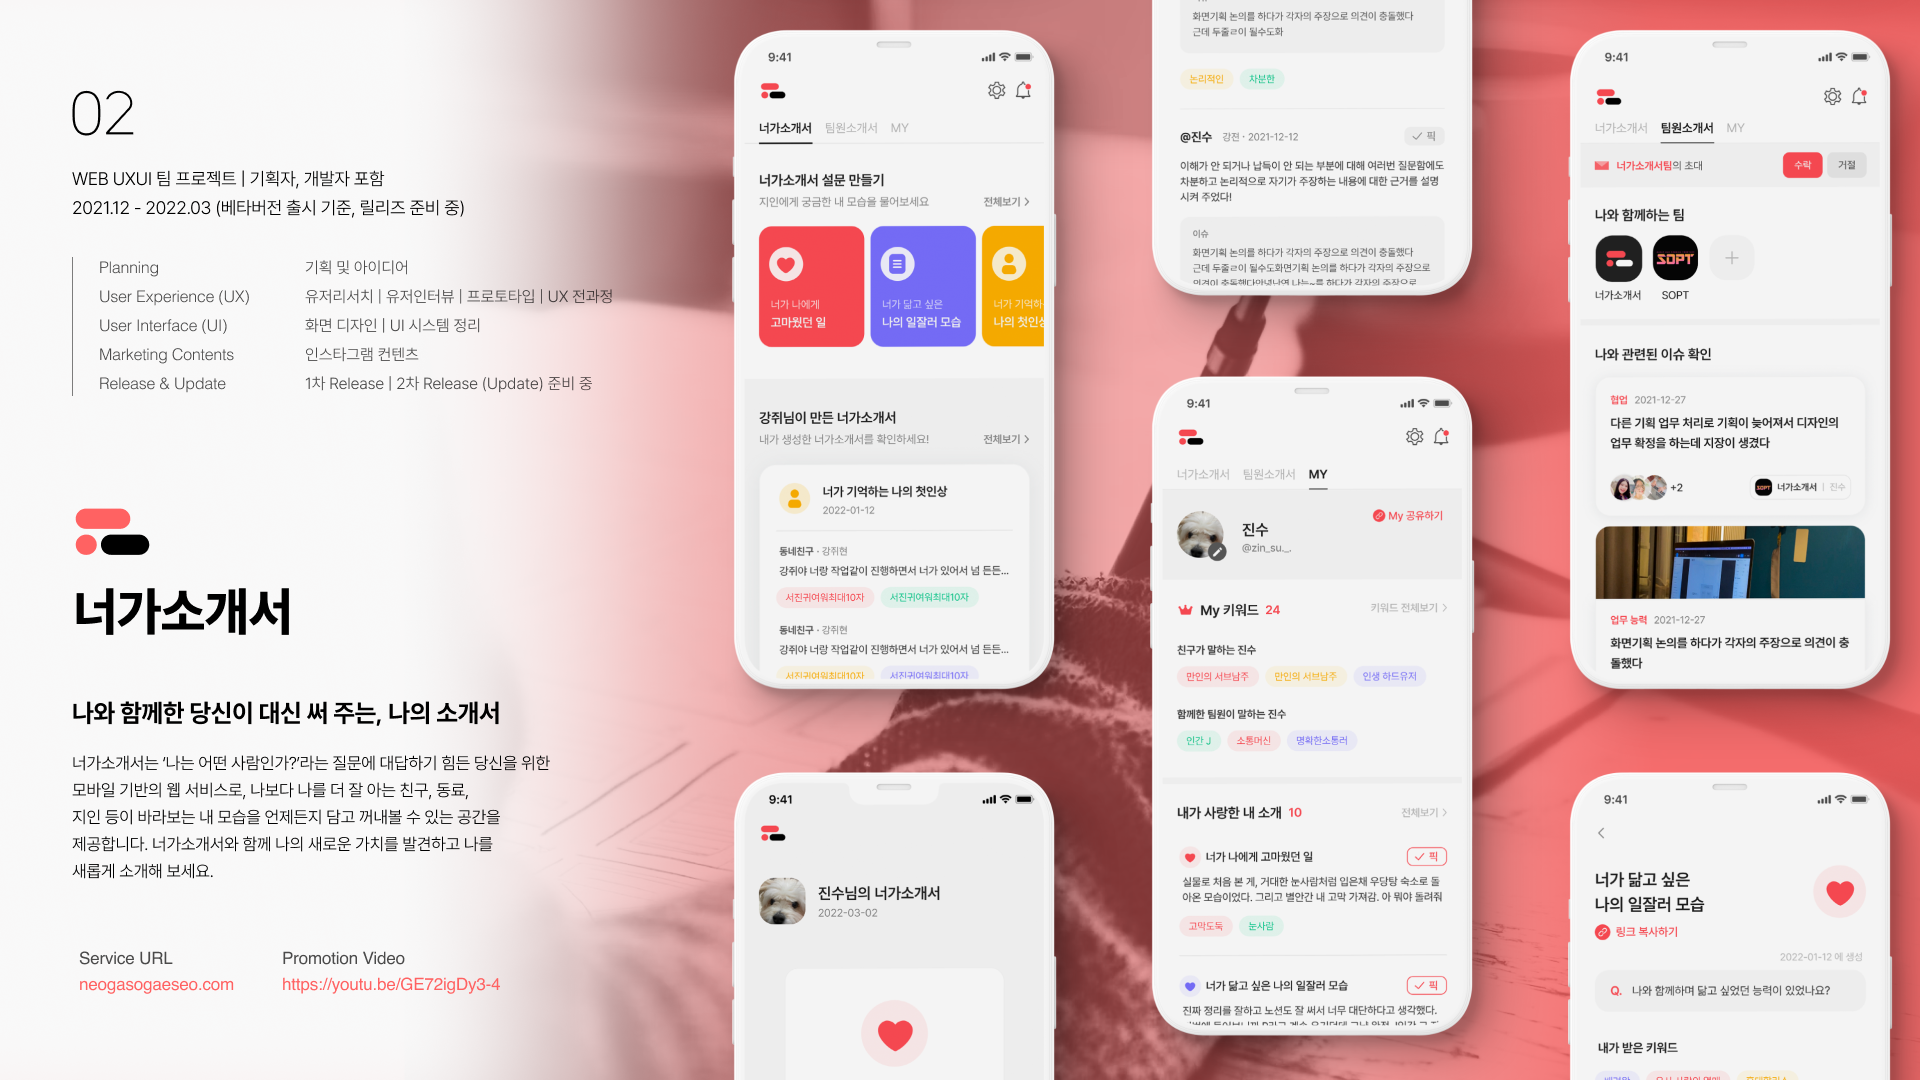 02
WEB UXUI 팀 프로젝트 | 기획자, 개발자 포함
2021.12 - 2022.03 (베타버전 출시 기준, 릴리즈 준비 중)
Planning 기획 및 아이디어
User Experience (UX) 유저리서치 | 유저인터뷰 | 프로토타입 | UX 전과정
User Interface (UI) 화면 디자인 | UI 시스템 정리
Marketing Contents 인스타그램 컨텐츠
Release & Update 1차 Release | 2차 Release (Update) 준비 중
너가소개서
나와 함께한 당신이 대신 써 주는, 나의 소개서
너가소개서는 ‘나는 어떤 사람인가?’라는 질문에 대답하기 힘든 당신을 위한
모바일 기반의 웹 서비스로, 나보다 나를 더 잘 아는 친구, 동료,
지인 등이 바라보는 내 모습을 언제든지 담고 꺼내볼 수 있는 공간을
제공합니다. 너가소개서와 함께 나의 새로운 가치를 발견하고 나를
새롭게 소개해 보세요.
Service URL Promotion Video
neogasogaeseo.com https://youtu.be/GE72igDy3-4
9:41
너가소개서 팀원소개서 MY
너가소개서 설문 만들기
지인에게 궁금한 내 모습을 물어보세요 전체보기
너가 나에게
고마웠던 일
너가 닮고 싶은
나의 일잘러 모습
너가 기억하
나의 첫인상
강쥐님이 만든 너가소개서
내가 생성한 너가소개서를 확인하세요! 전체보기
너가 기억하는 나의 첫인상
2022-01-12
동네친구 · 강쥐현
강쥐야 너랑 작업같이 진행하면서 너가 있어서 넘 든든...
서진귀여워최대10자 서진귀여워최대10자
동네친구 · 강쥐현
강쥐야 너랑 작업같이 진행하면서 너가 있어서 넘 든든...
서진귀여워최대10자 서진귀여워최대10자
9:41
진수님의 너가소개서
2022-03-02
화면기획 논의를 하다가 각자의 주장으로 의견이 충돌했다
근데 두줄ㄹ이 될수도화
논리적인 차분한
@진수 강젼 · 2021-12-12 픽
이해가 안 되거나 납득이 안 되는 부분에 대해 여러번 질문함에도
차분하고 논리적으로 자기가 주장하는 내용에 대한 근거를 설명
시켜 주었다!
이슈
화면기획 논의를 하다가 각자의 주장으로 의견이 충돌했다
근데 두줄ㄹ이 될수도화면기획 논의를 하다가 각자의 주장으로
9:41
너가소개서 팀원소개서 MY
My 공유하기
진수
@zin_su._.
My 키워드 24 키워드 전체보기
친구가 말하는 진수
만인의 서브남주 만인의 서브남주 인생 하드유지
함께한 팀원이 말하는 진수
인간 J 소통머신 명확한소통러
내가 사랑한 내 소개 10 전체보기
너가 나에게 고마웠던 일 픽
실물로 처음 본 게, 거대한 눈사람처럼 입은채 우당탕 숙소로 돌
아온 모습이었다. 그리고 별안간 내 고막 가져감. 아 뭐야 돌려줘
고막도둑 눈사람
너가 닮고 싶은 나의 일잘러 모습 픽
진짜 정리를 잘하고 노션도 잘 써서 너무 대단하다고 생각했다.
9:41
너가소개서 팀원소개서 MY
너가소개서팀의 초대 수락 거절
나와 함께하는 팀
SOPT
너가소개서 SOPT
나와 관련된 이슈 확인
협업 2021-12-27
다른 기획 업무 처리로 기획이 늦어져서 디자인의
업무 확정을 하는데 지장이 생겼다
+2 SOPT 너가소개서 | 진수
업무 능력 2021-12-27
화면기획 논의를 하다가 각자의 주장으로 의견이 충
돌했다
9:41
너가 닮고 싶은
나의 일잘러 모습
링크 복사하기
2022-01-12 에 생성
Q. 나와 함께하며 닮고 싶었던 능력이 있었나요?
내가 받은 키워드